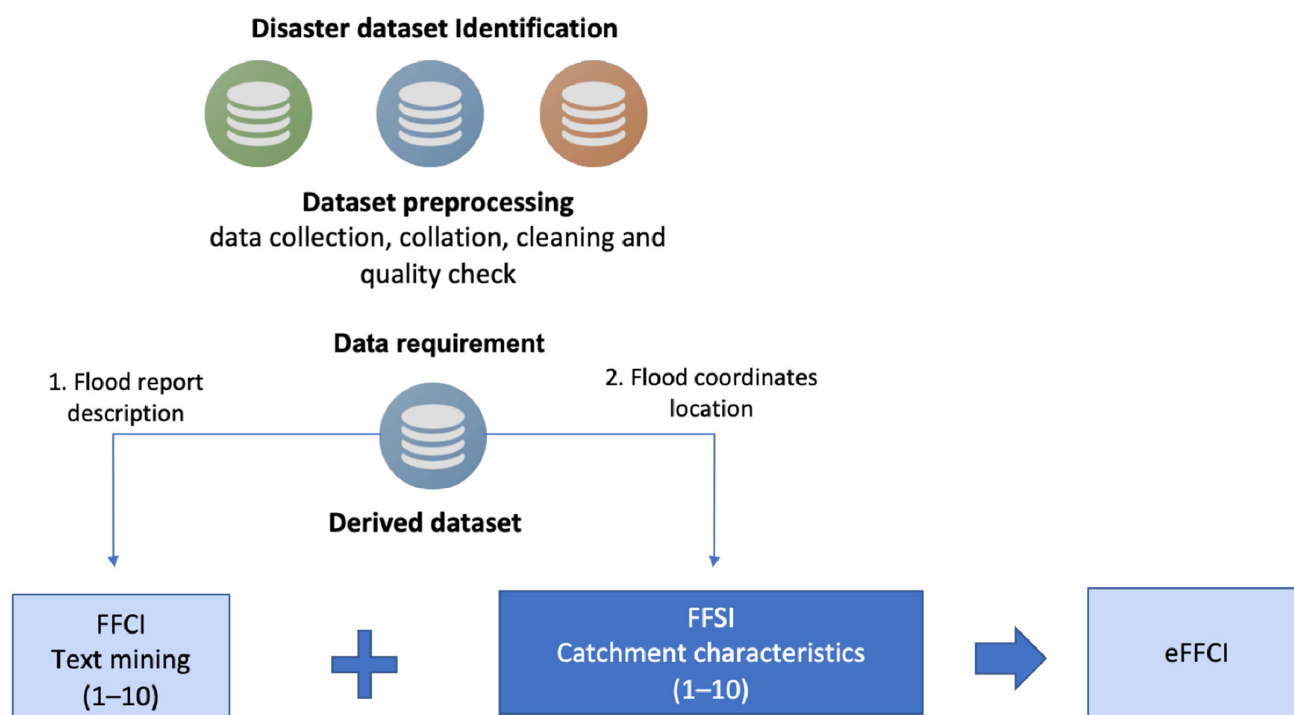 Disaster dataset Identification
Dataset preprocessing
data collection, collation, cleaning and
quality check
Data requirement
1. Flood report
description
2. Flood coordinates
location
Derived dataset
FFCI
Text mining
(1–10)
FFSI
Catchment characteristics
(1–10)
eFFCI